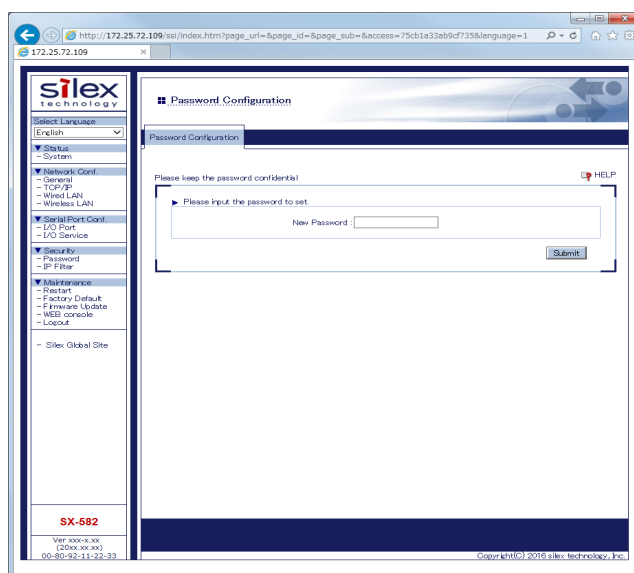 http://172.25.72.109/ssi/index.htm?page_url=&page_id=&page_sub=&access=75cb1a33ab9cf735&language=1
172.25.72.109
silex
technology
Select Language
English
▼ Status
- System
▼ Network Conf.
- General
- TCP/IP
- Wired LAN
- Wireless LAN
▼ Serial Port Conf.
- I/O Port
- I/O Service
▼ Security
- Password
- IP Filter
▼ Maintenance
- Restart
- Factory Default
- Firmware Update
- WEB console
- Logout
- Silex Global Site
SX-582
Ver xxx-x.xx
(20xx.xx.xx)
00-80-92-11-22-33
Password Configuration
Password Configuration
Please keep the password confidential
HELP
Please input the password to set.
New Password :
Submit
Copyright(C) 2016 silex technology, Inc.